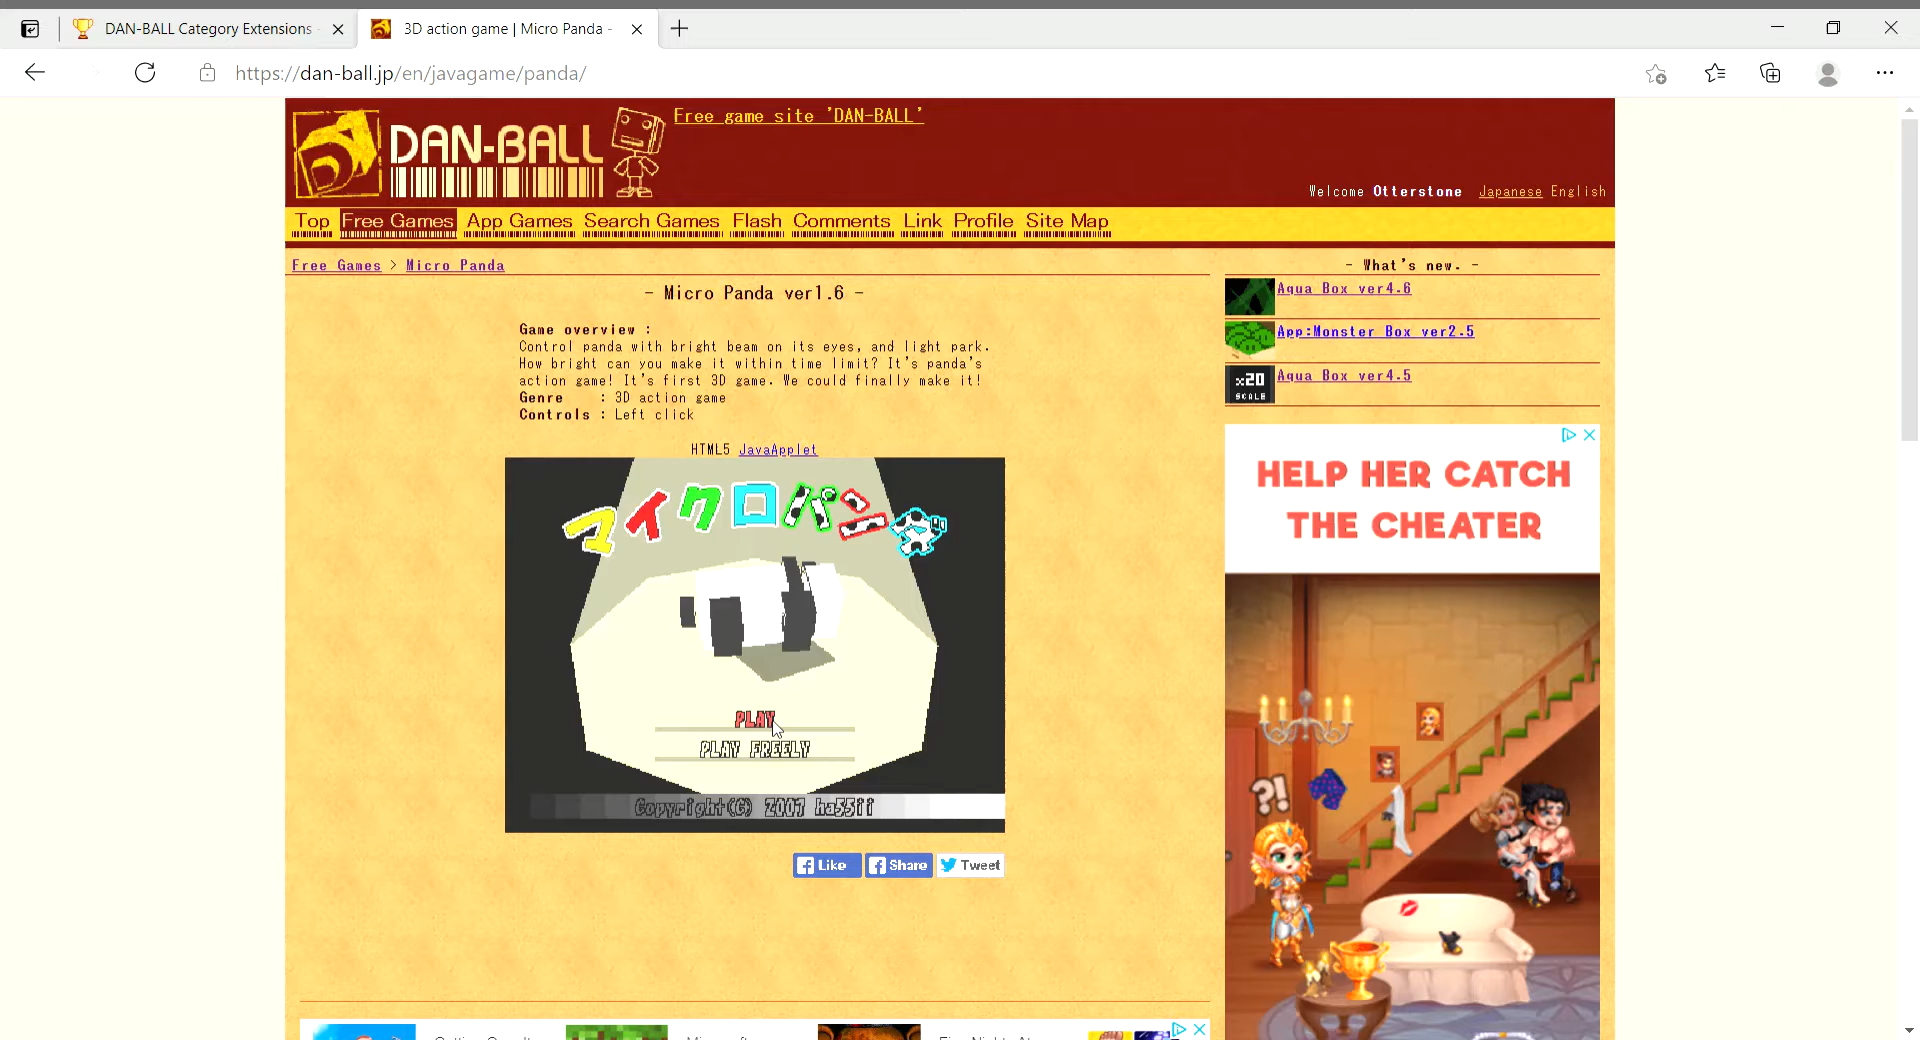 DAN-BALL Category Extensions
3D action game | Micro Panda -
https://dan-ball.jp/en/javagame/panda/
DAN-BALL
Free game site 'DAN-BALL'
Welcome Otterstone Japanese English
Top Free Games App Games Search Games Flash Comments Link Profile Site Map
Free Games > Micro Panda
- Micro Panda ver1.6 -
Game overview :
Control panda with bright beam on its eyes, and light park.
How bright can you make it within time limit? It's panda's
action game! It's first 3D game. We could finally make it!
Genre : 3D action game
Controls : Left click
HTML5 JavaApplet
マイクロパンダ
PLAY
PLAY FREELY
Copyright(C) 2007 ha55ii
Like Share Tweet
- What's new. -
Aqua Box ver4.6
App:Monster Box ver2.5
x20
SCALE
Aqua Box ver4.5
HELP HER CATCH
THE CHEATER
?!